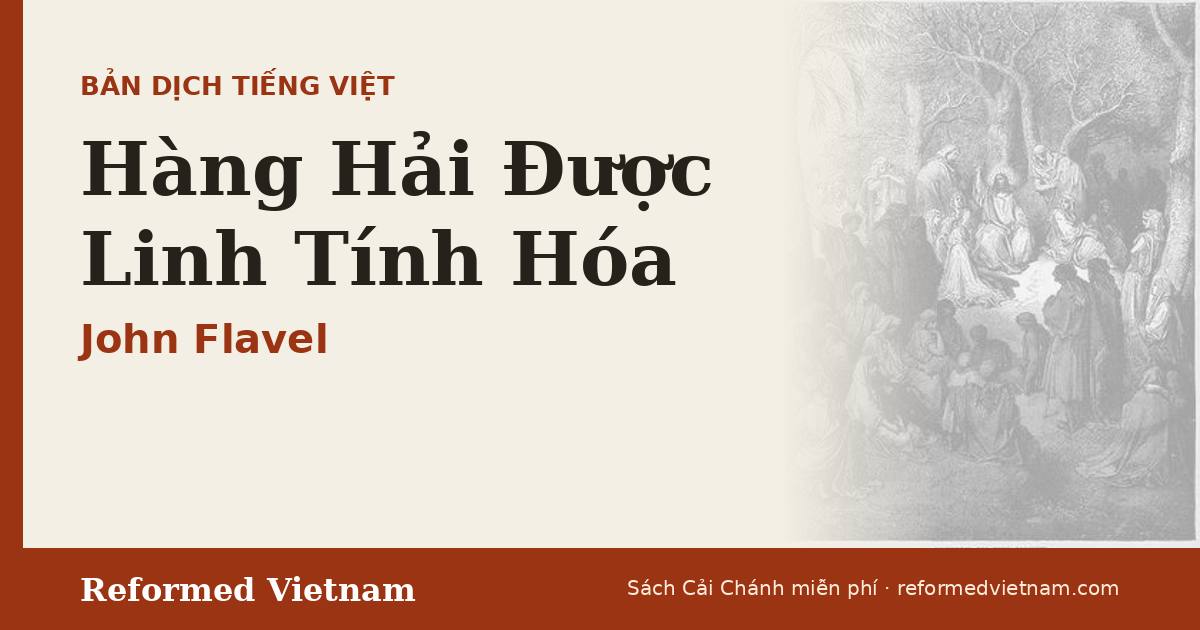 BẢN DỊCH TIẾNG VIỆT
Hàng Hải Được
Linh Tính Hóa
John Flavel
Reformed Vietnam
Sách Cải Chánh miễn phí · reformedvietnam.com